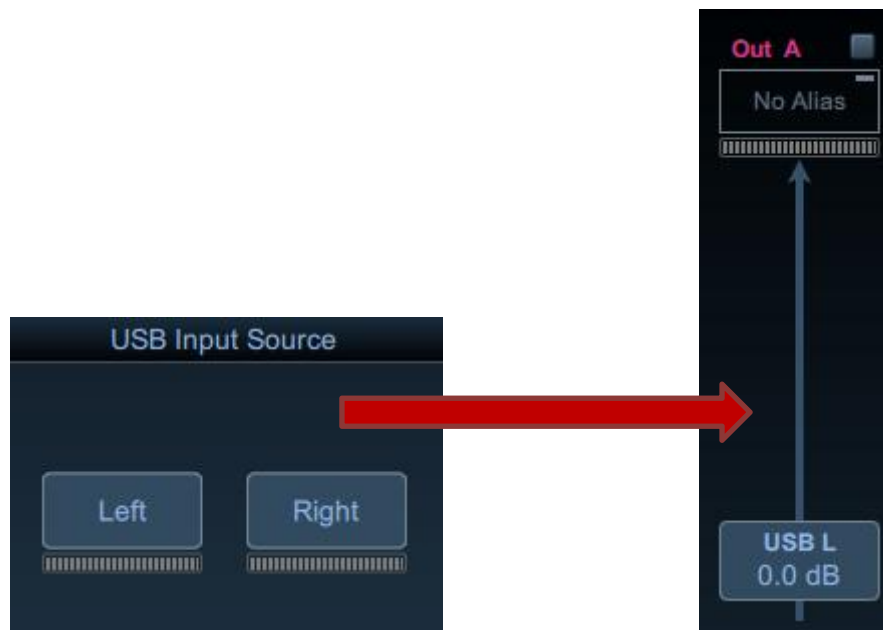 USB Input Source
Left
Right
Out A
No Alias
USB L
0.0 dB